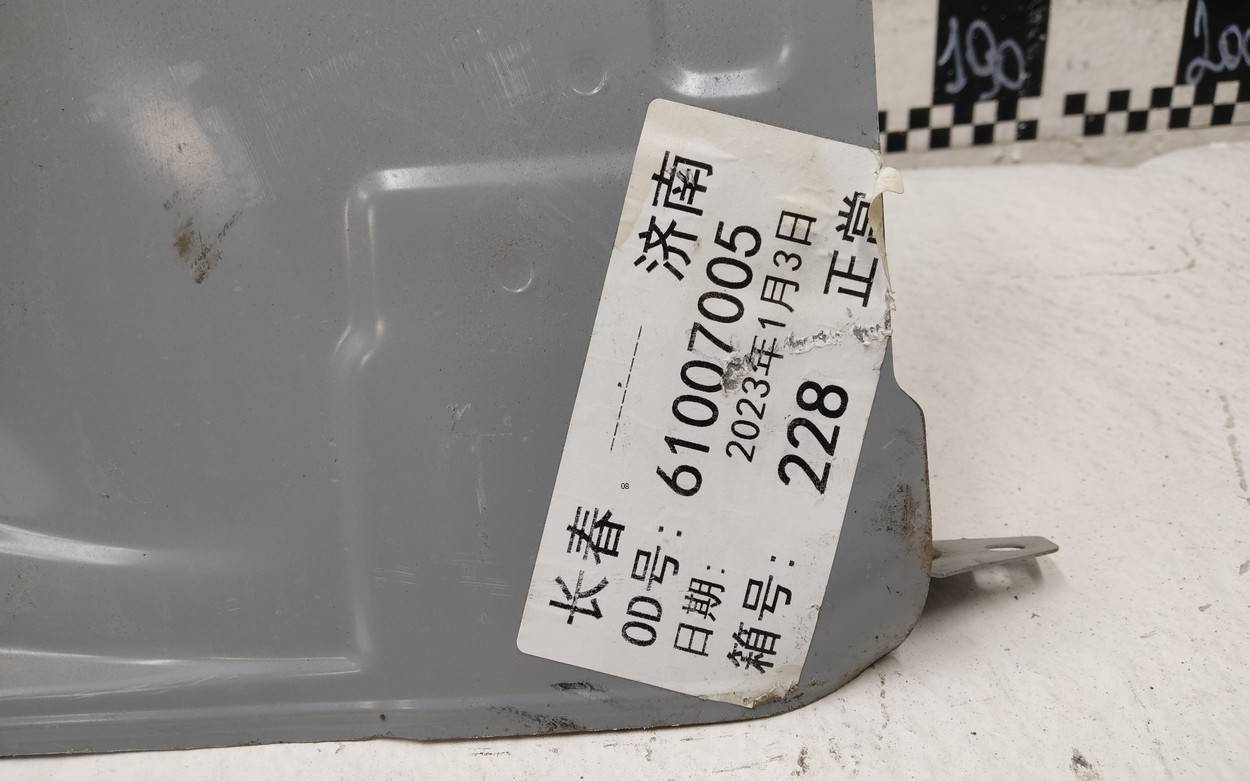 长春 --------·--- 济南
08
OD号: 61007005
日期: 2023年1月3日
箱号: 228 正常
190
200